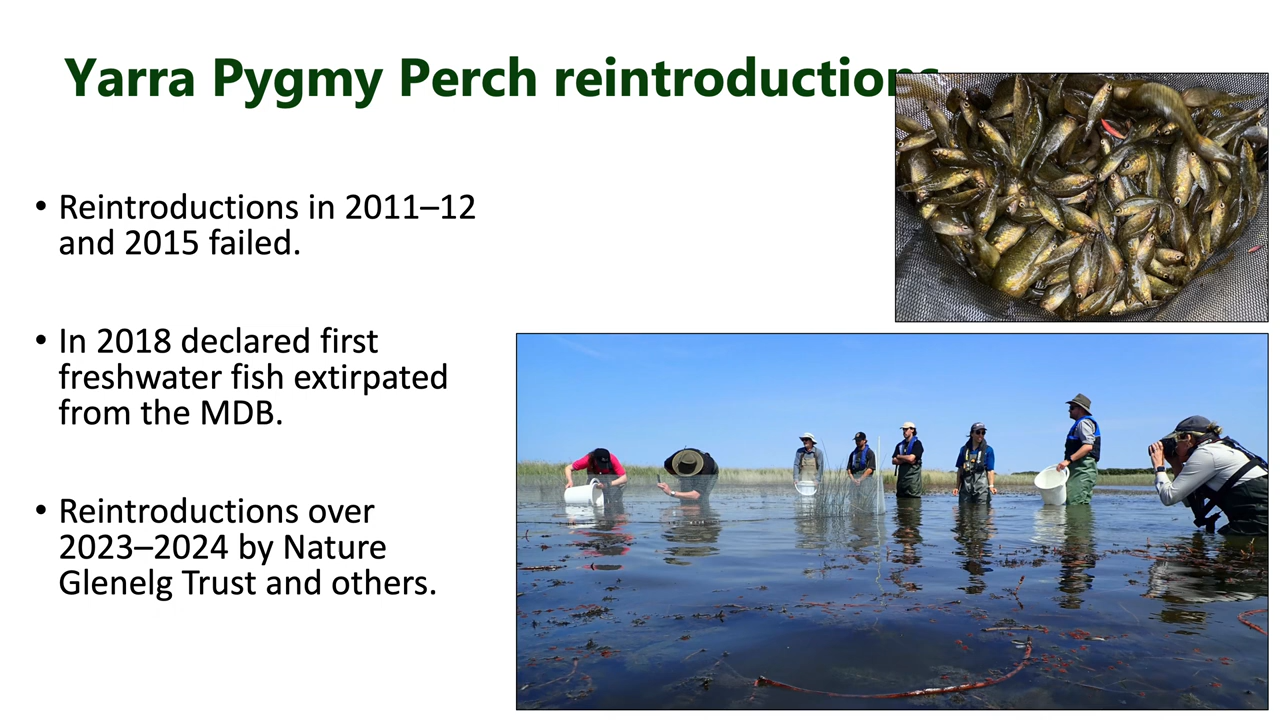 Yarra Pygmy Perch reintroductions
• Reintroductions in 2011–12
and 2015 failed.
• In 2018 declared first
freshwater fish extirpated
from the MDB.
• Reintroductions over
2023–2024 by Nature
Glenelg Trust and others.